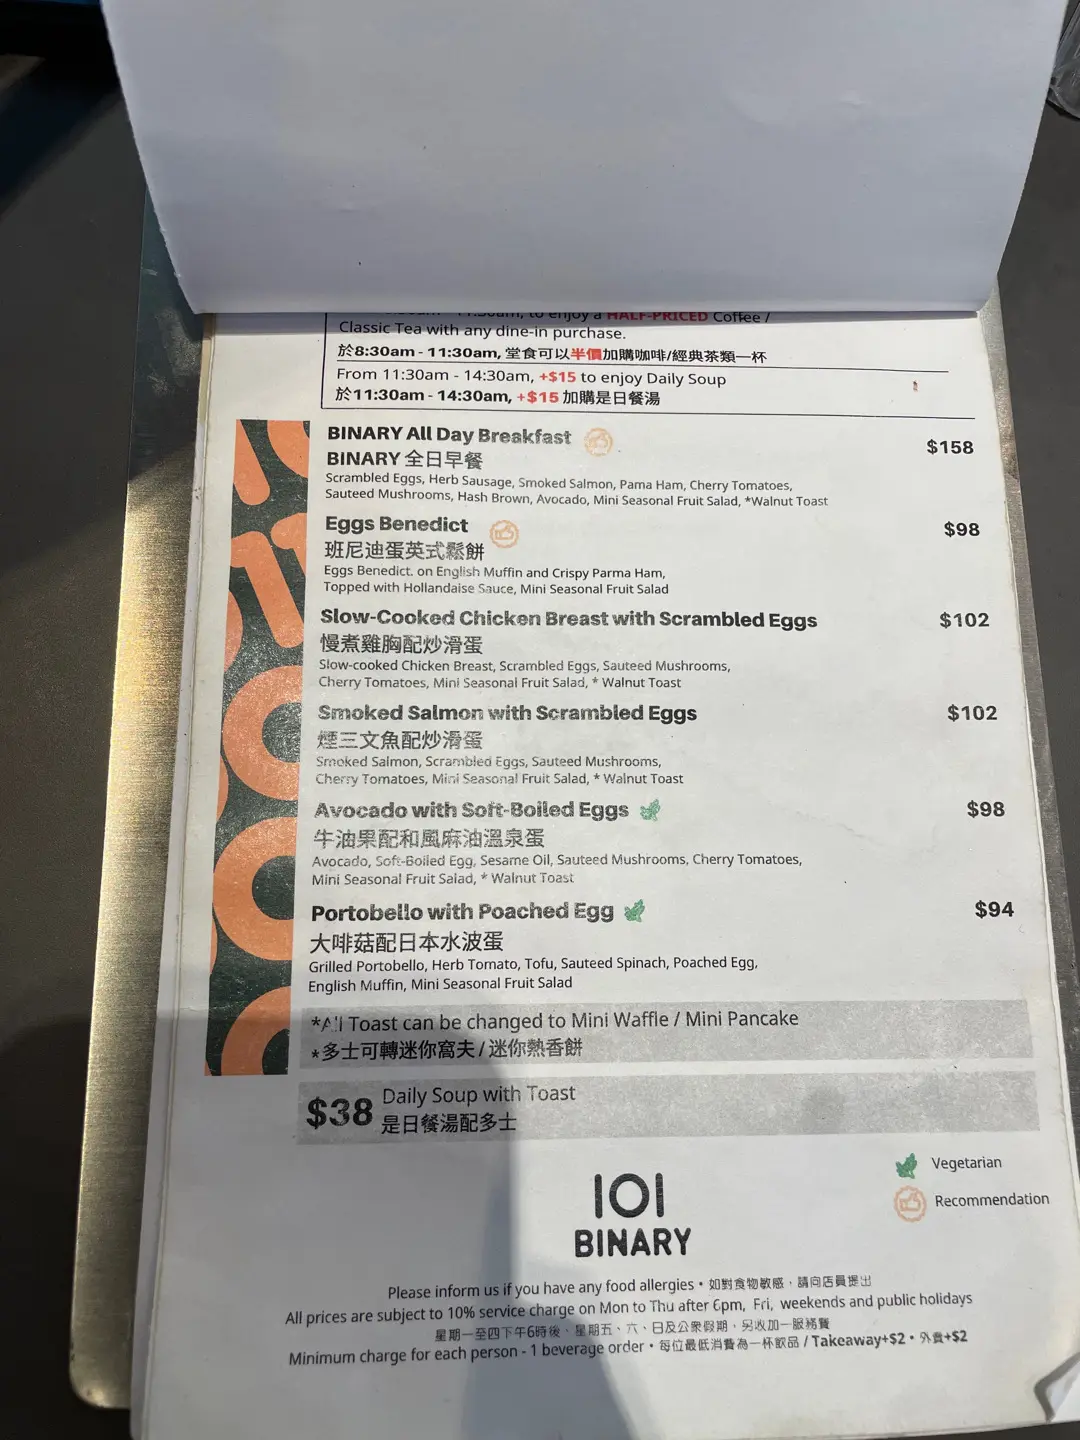 to enjoy a HALF-PRICED Coffee /
Classic Tea with any dine-in purchase.
於8:30am - 11:30am, 堂食可以半價加購咖啡/經典茶類一杯
From 11:30am - 14:30am, +$15 to enjoy Daily Soup
於11:30am - 14:30am, +$15 加購是日餐湯
BINARY All Day Breakfast
$158
BINARY 全日早餐
Scrambled Eggs, Herb Sausage, Smoked Salmon, Pama Ham, Cherry Tomatoes,
Sauteed Mushrooms, Hash Brown, Avocado, Mini Seasonal Fruit Salad, *Walnut Toast
Eggs Benedict
$98
班尼迪蛋英式鬆餅
Eggs Benedict. on English Muffin and Crispy Parma Ham,
Topped with Hollandaise Sauce, Mini Seasonal Fruit Salad
Slow-Cooked Chicken Breast with Scrambled Eggs
$102
慢煮雞胸配炒滑蛋
Slow-cooked Chicken Breast, Scrambled Eggs, Sauteed Mushrooms,
Cherry Tomatoes, Mini Seasonal Fruit Salad, * Walnut Toast
Smoked Salmon with Scrambled Eggs
$102
煙三文魚配炒滑蛋
Smoked Salmon, Scrambled Eggs, Sauteed Mushrooms,
Cherry Tomatoes, Mini Seasonal Fruit Salad, * Walnut Toast
Avocado with Soft-Boiled Eggs
$98
牛油果配和風麻油溫泉蛋
Avocado, Soft-Boiled Egg, Sesame Oil, Sauteed Mushrooms, Cherry Tomatoes,
Mini Seasonal Fruit Salad, * Walnut Toast
Portobello with Poached Egg
$94
大啡菇配日本水波蛋
Grilled Portobello, Herb Tomato, Tofu, Sauteed Spinach, Poached Egg,
English Muffin, Mini Seasonal Fruit Salad
*All Toast can be changed to Mini Waffle / Mini Pancake
*多士可轉迷你窩夫/迷你熱香餅
$38 Daily Soup with Toast
是日餐湯配多士
Vegetarian
Recommendation
101
BINARY
Please inform us if you have any food allergies • 如對食物敏感，請向店員提出
All prices are subject to 10% service charge on Mon to Thu after 6pm, Fri, weekends and public holidays
星期一至四下午6時後、星期五、六、日及公眾假期，另收加一服務費
Minimum charge for each person - 1 beverage order • 每位最低消費為一杯飲品 / Takeaway+$2 • 外賣+$2